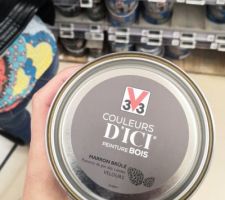 V33
COULEURS
D'ICI
PEINTURE BOIS
MARRON BRÛLÉ
VELOURS